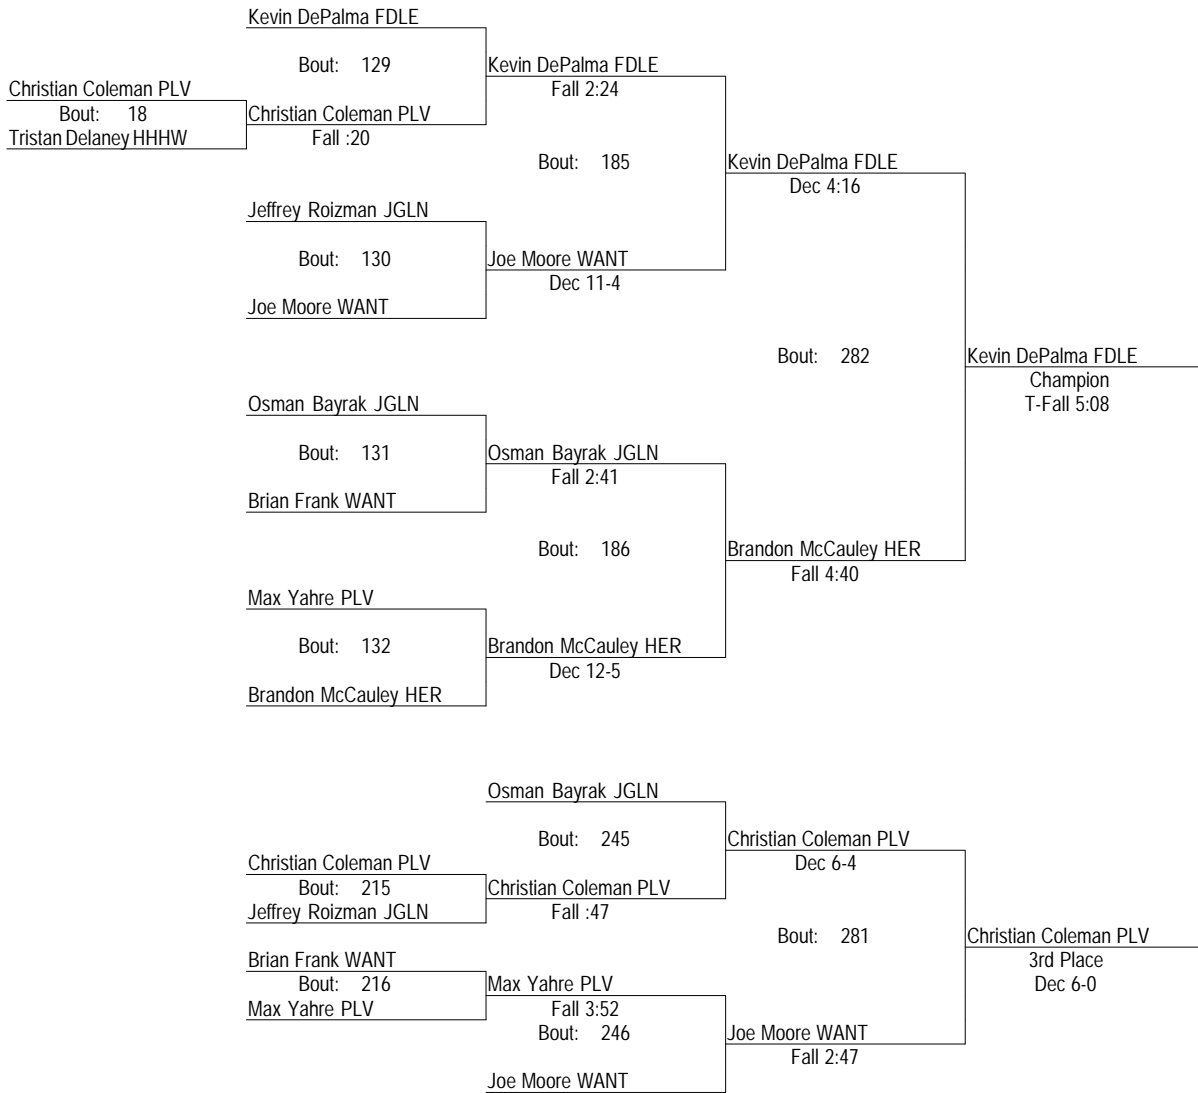 Kevin DePalma FDLE
Bout: 129
Kevin DePalma FDLE
Fall 2:24
Christian Coleman PLV
Bout: 18
Tristan Delaney HHHW
Christian Coleman PLV
Fall :20
Bout: 185
Kevin DePalma FDLE
Dec 4:16
Jeffrey Roizman JGLN
Bout: 130
Joe Moore WANT
Dec 11-4
Joe Moore WANT
Bout: 282
Kevin DePalma FDLE
Champion
T-Fall 5:08
Osman Bayrak JGLN
Bout: 131
Osman Bayrak JGLN
Fall 2:41
Brian Frank WANT
Bout: 186
Brandon McCauley HER
Fall 4:40
Max Yahre PLV
Bout: 132
Brandon McCauley HER
Dec 12-5
Brandon McCauley HER
Osman Bayrak JGLN
Bout: 245
Christian Coleman PLV
Dec 6-4
Christian Coleman PLV
Bout: 215
Jeffrey Roizman JGLN
Christian Coleman PLV
Fall :47
Bout: 281
Christian Coleman PLV
3rd Place
Dec 6-0
Brian Frank WANT
Bout: 216
Max Yahre PLV
Max Yahre PLV
Fall 3:52
Bout: 246
Joe Moore WANT
Fall 2:47
Joe Moore WANT